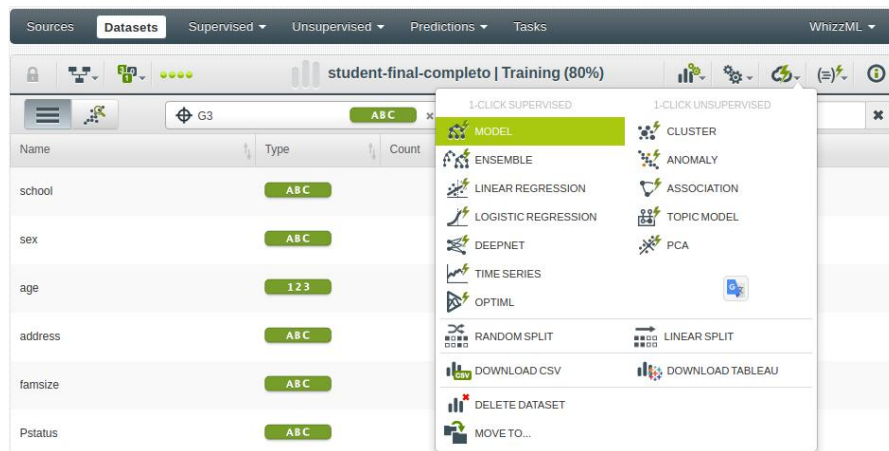 Sources Datasets Supervised Unsupervised Predictions Tasks WhizzML
student-final-completo | Training (80%)
G3 ABC
Name Type Count
school ABC
sex ABC
age 123
address ABC
famsize ABC
Pstatus ABC
1-CLICK SUPERVISED 1-CLICK UNSUPERVISED
MODEL CLUSTER
ENSEMBLE ANOMALY
LINEAR REGRESSION ASSOCIATION
LOGISTIC REGRESSION TOPIC MODEL
DEEPNET PCA
TIME SERIES
OPTIML
RANDOM SPLIT LINEAR SPLIT
CSV DOWNLOAD CSV DOWNLOAD TABLEAU
DELETE DATASET
MOVE TO...